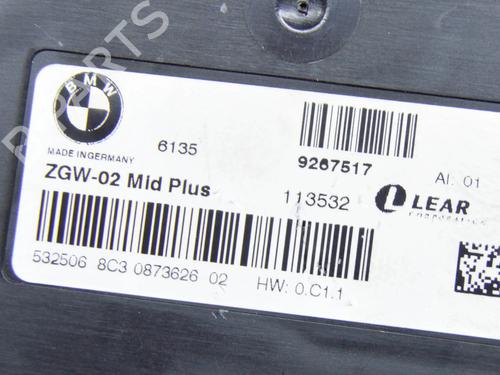 BMW
MADE IN GERMANY
6135
9267517
AI: 01
ZGW-02 Mid Plus
113532
LEAR
CORPORATION
532506 8C3 0873626 02
HW: 0.C1.1